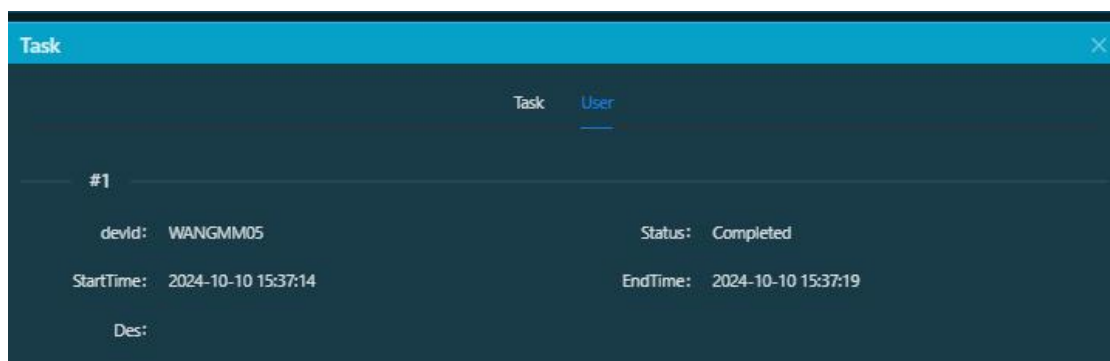 Task
Task User
#1
devId: WANGMM05 Status: Completed
StartTime: 2024-10-10 15:37:14 EndTime: 2024-10-10 15:37:19
Des: